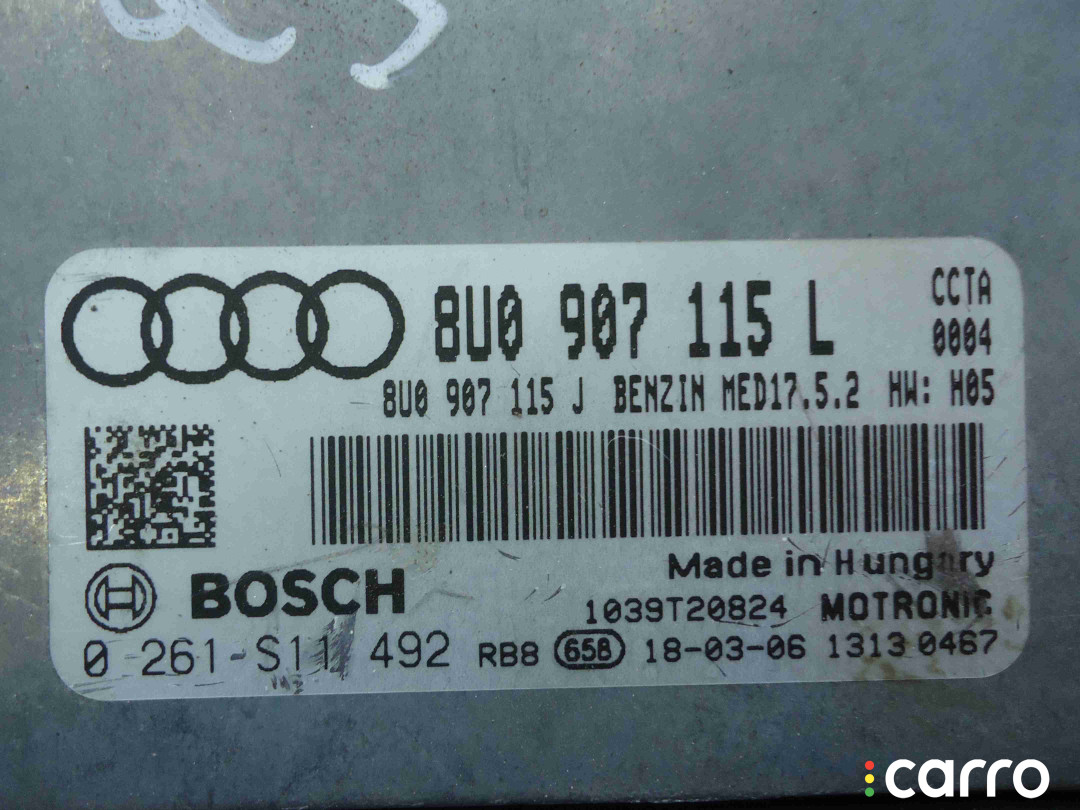 8U0 907 115 L
CCTA
0004
8U0 907 115 J BENZIN MED17.5.2 HW: H05
Made in Hungary
BOSCH
1039T20824 MOTRONIC
0 261-S11 492 RB8 65B 18-03-06 1313 0467
carro